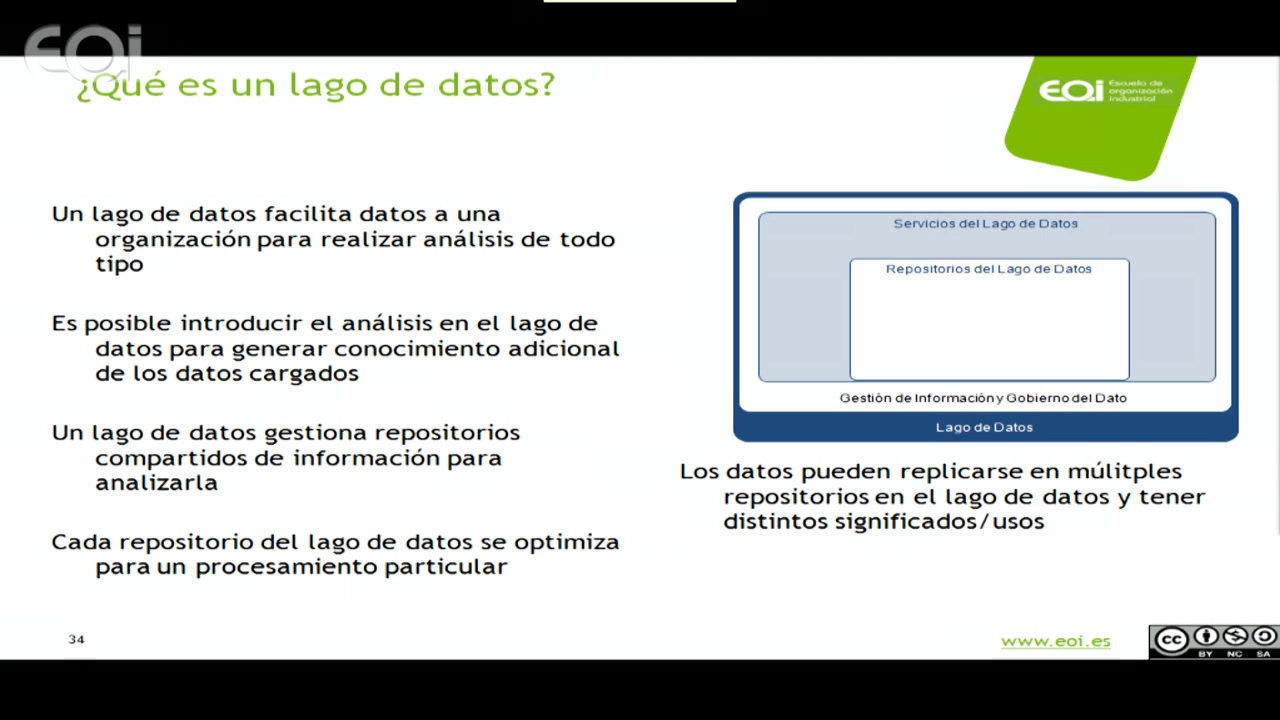 EOi
¿Qué es un lago de datos?
EOi Escuela de
organización
industrial
Un lago de datos facilita datos a una
organización para realizar análisis de todo
tipo
Es posible introducir el análisis en el lago de
datos para generar conocimiento adicional
de los datos cargados
Un lago de datos gestiona repositorios
compartidos de información para
analizarla
Cada repositorio del lago de datos se optimiza
para un procesamiento particular
Servicios del Lago de Datos
Repositorios del Lago de Datos
Gestión de Información y Gobierno del Dato
Lago de Datos
Los datos pueden replicarse en múlitples
repositorios en el lago de datos y tener
distintos significados/usos
34
www.eoi.es
cc
BY NC SA